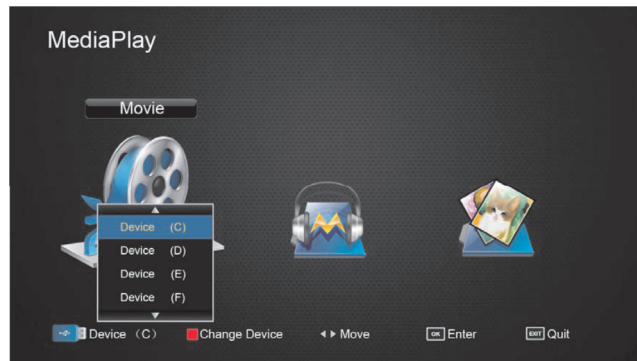 MediaPlay
Movie
Device (C)
Device (D)
Device (E)
Device (F)
Device （C） Change Device Move OK Enter EXIT Quit